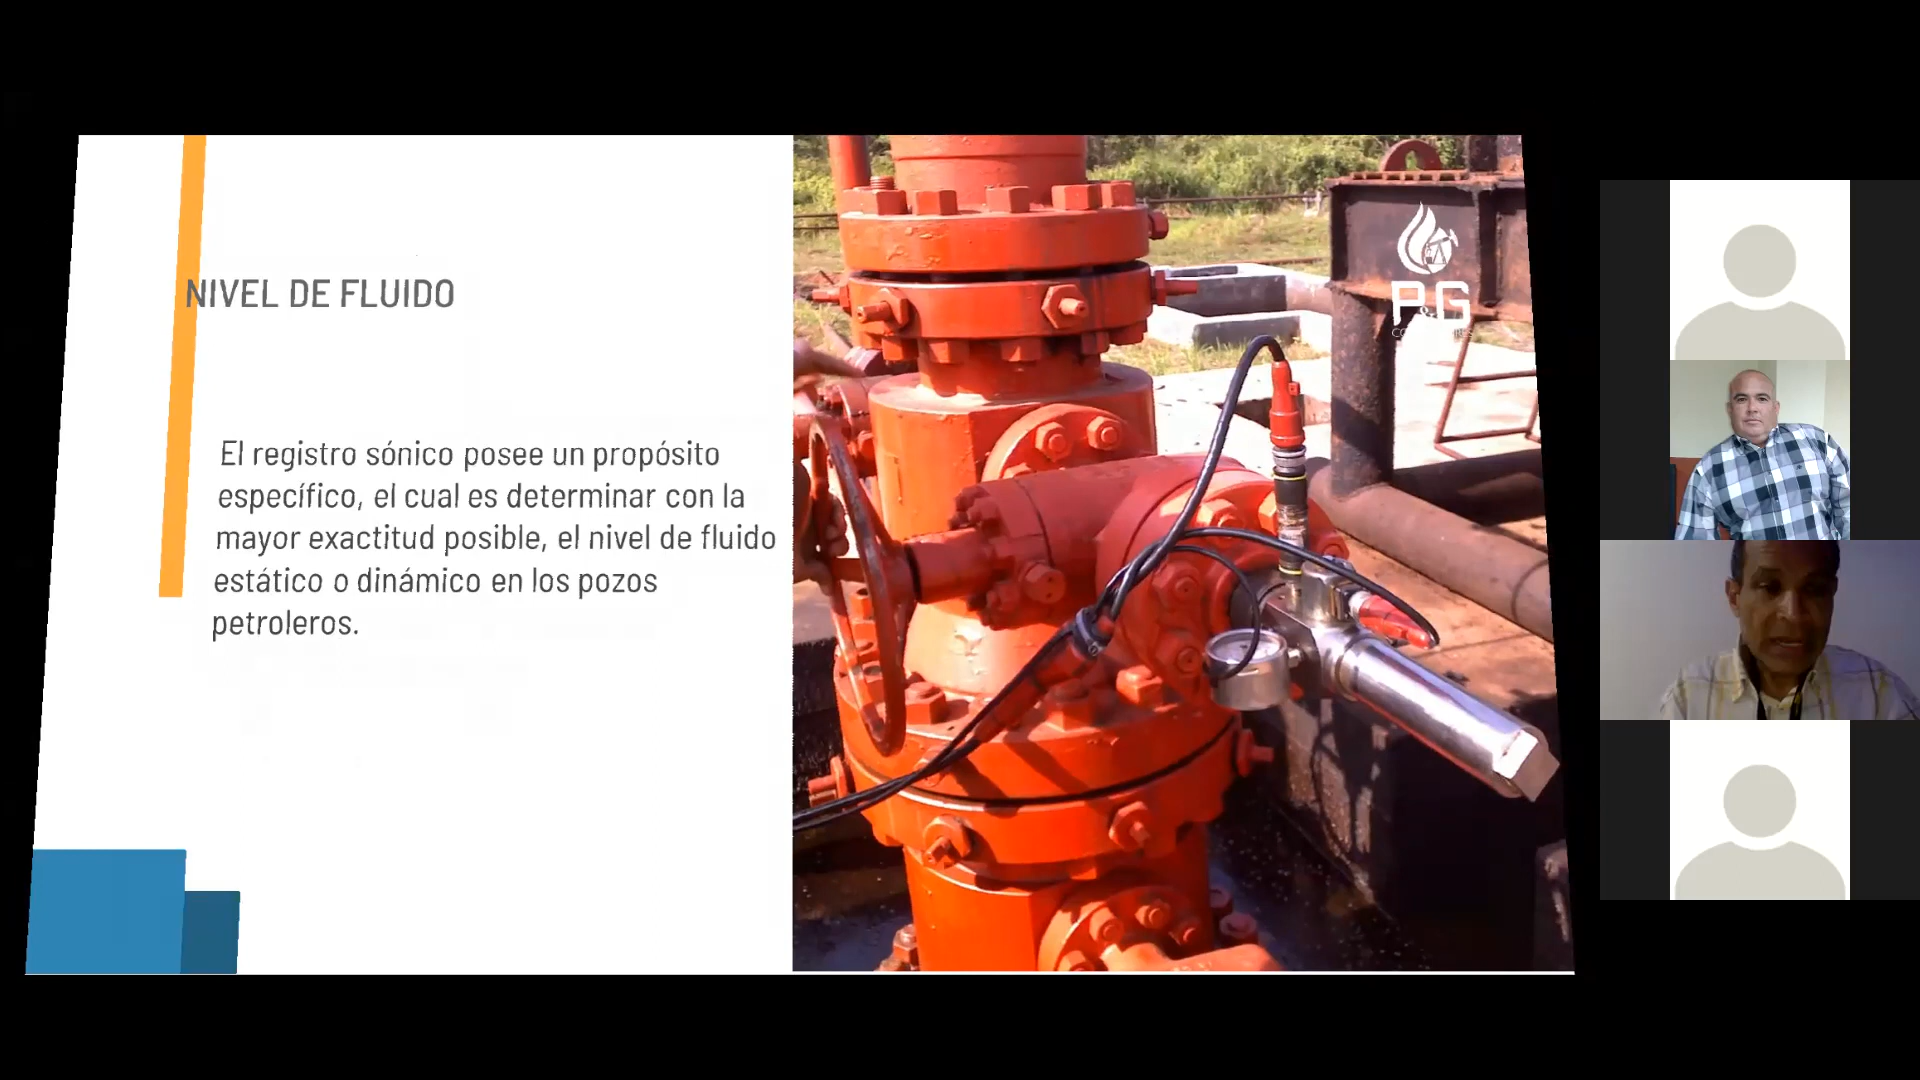 NIVEL DE FLUIDO
El registro sónico posee un propósito
específico, el cual es determinar con la
mayor exactitud posible, el nivel de fluido
estático o dinámico en los pozos
petroleros.
P&G